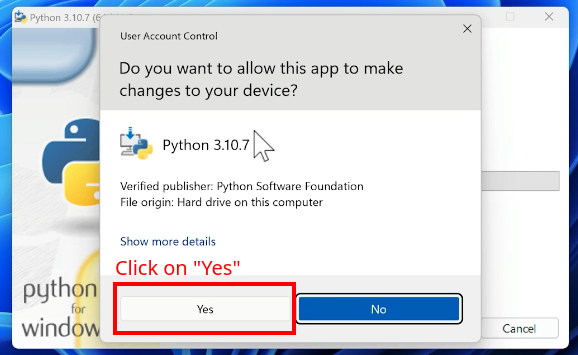 Python 3.10.7 (6
User Account Control
Do you want to allow this app to make
changes to your device?
Python 3.10.7
Verified publisher: Python Software Foundation
File origin: Hard drive on this computer
Show more details
Click on "Yes"
Yes
No
python
for
window
Cancel